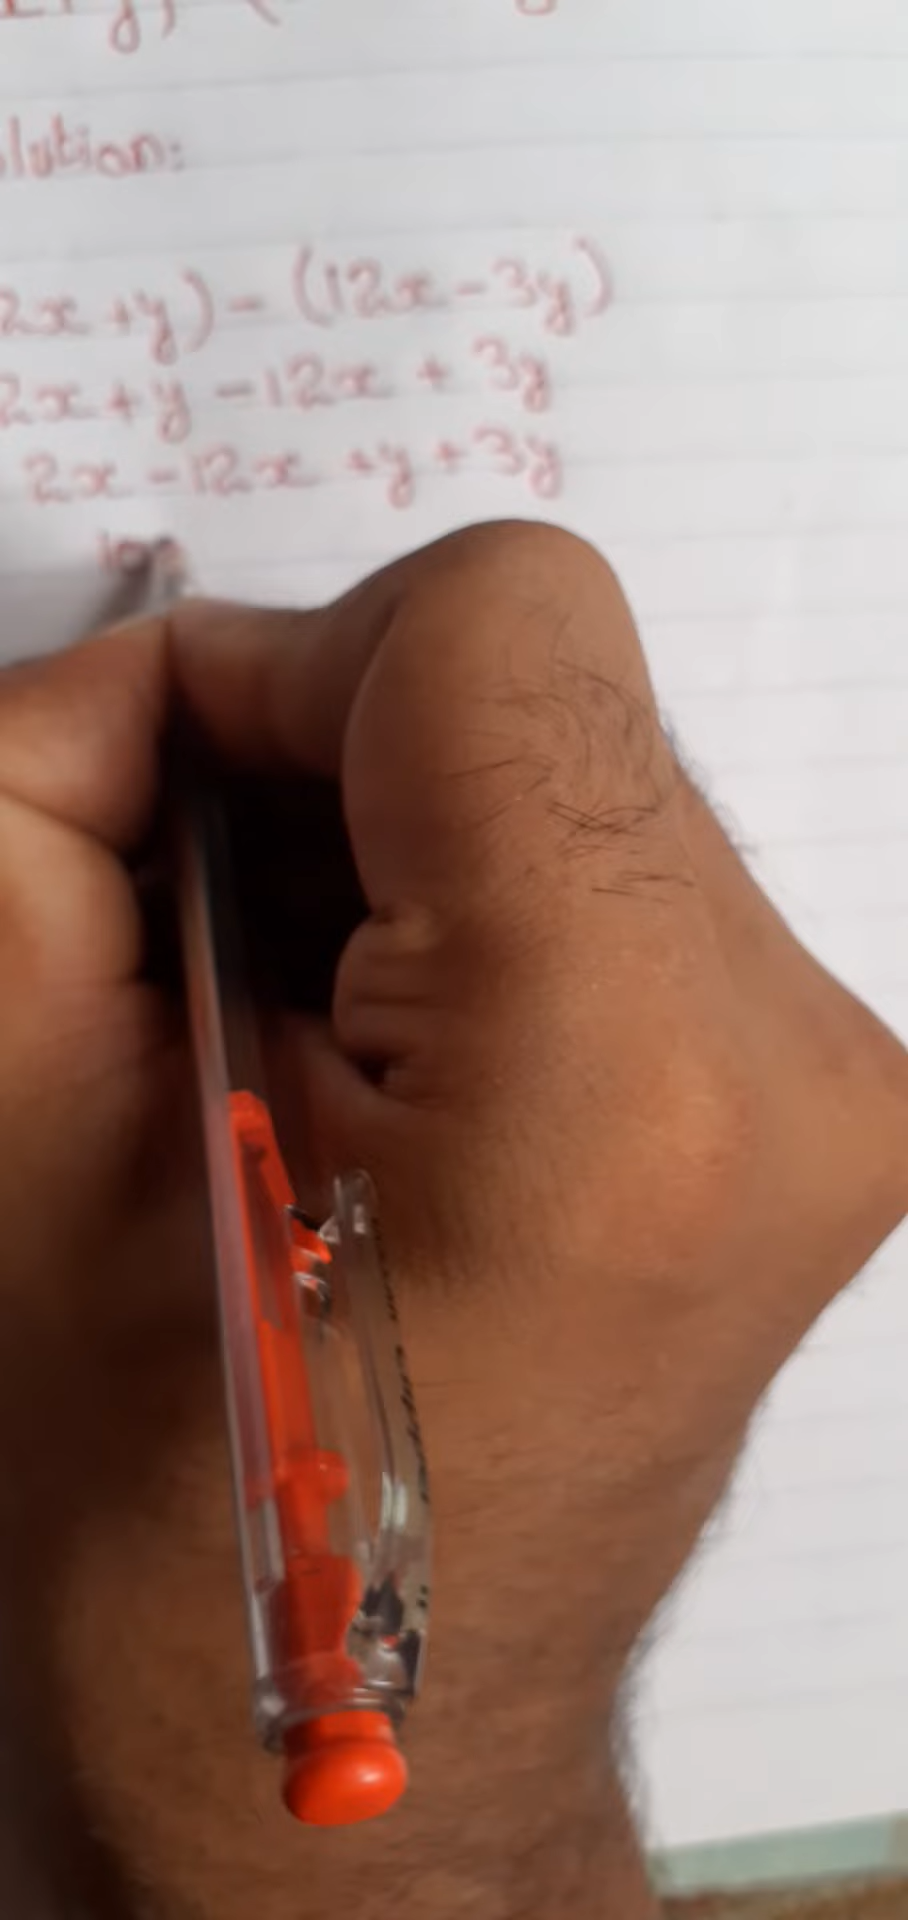 lution:
2x+y) - (12x-3y)
2x+y -12x + 3y
2x -12x +y+3y